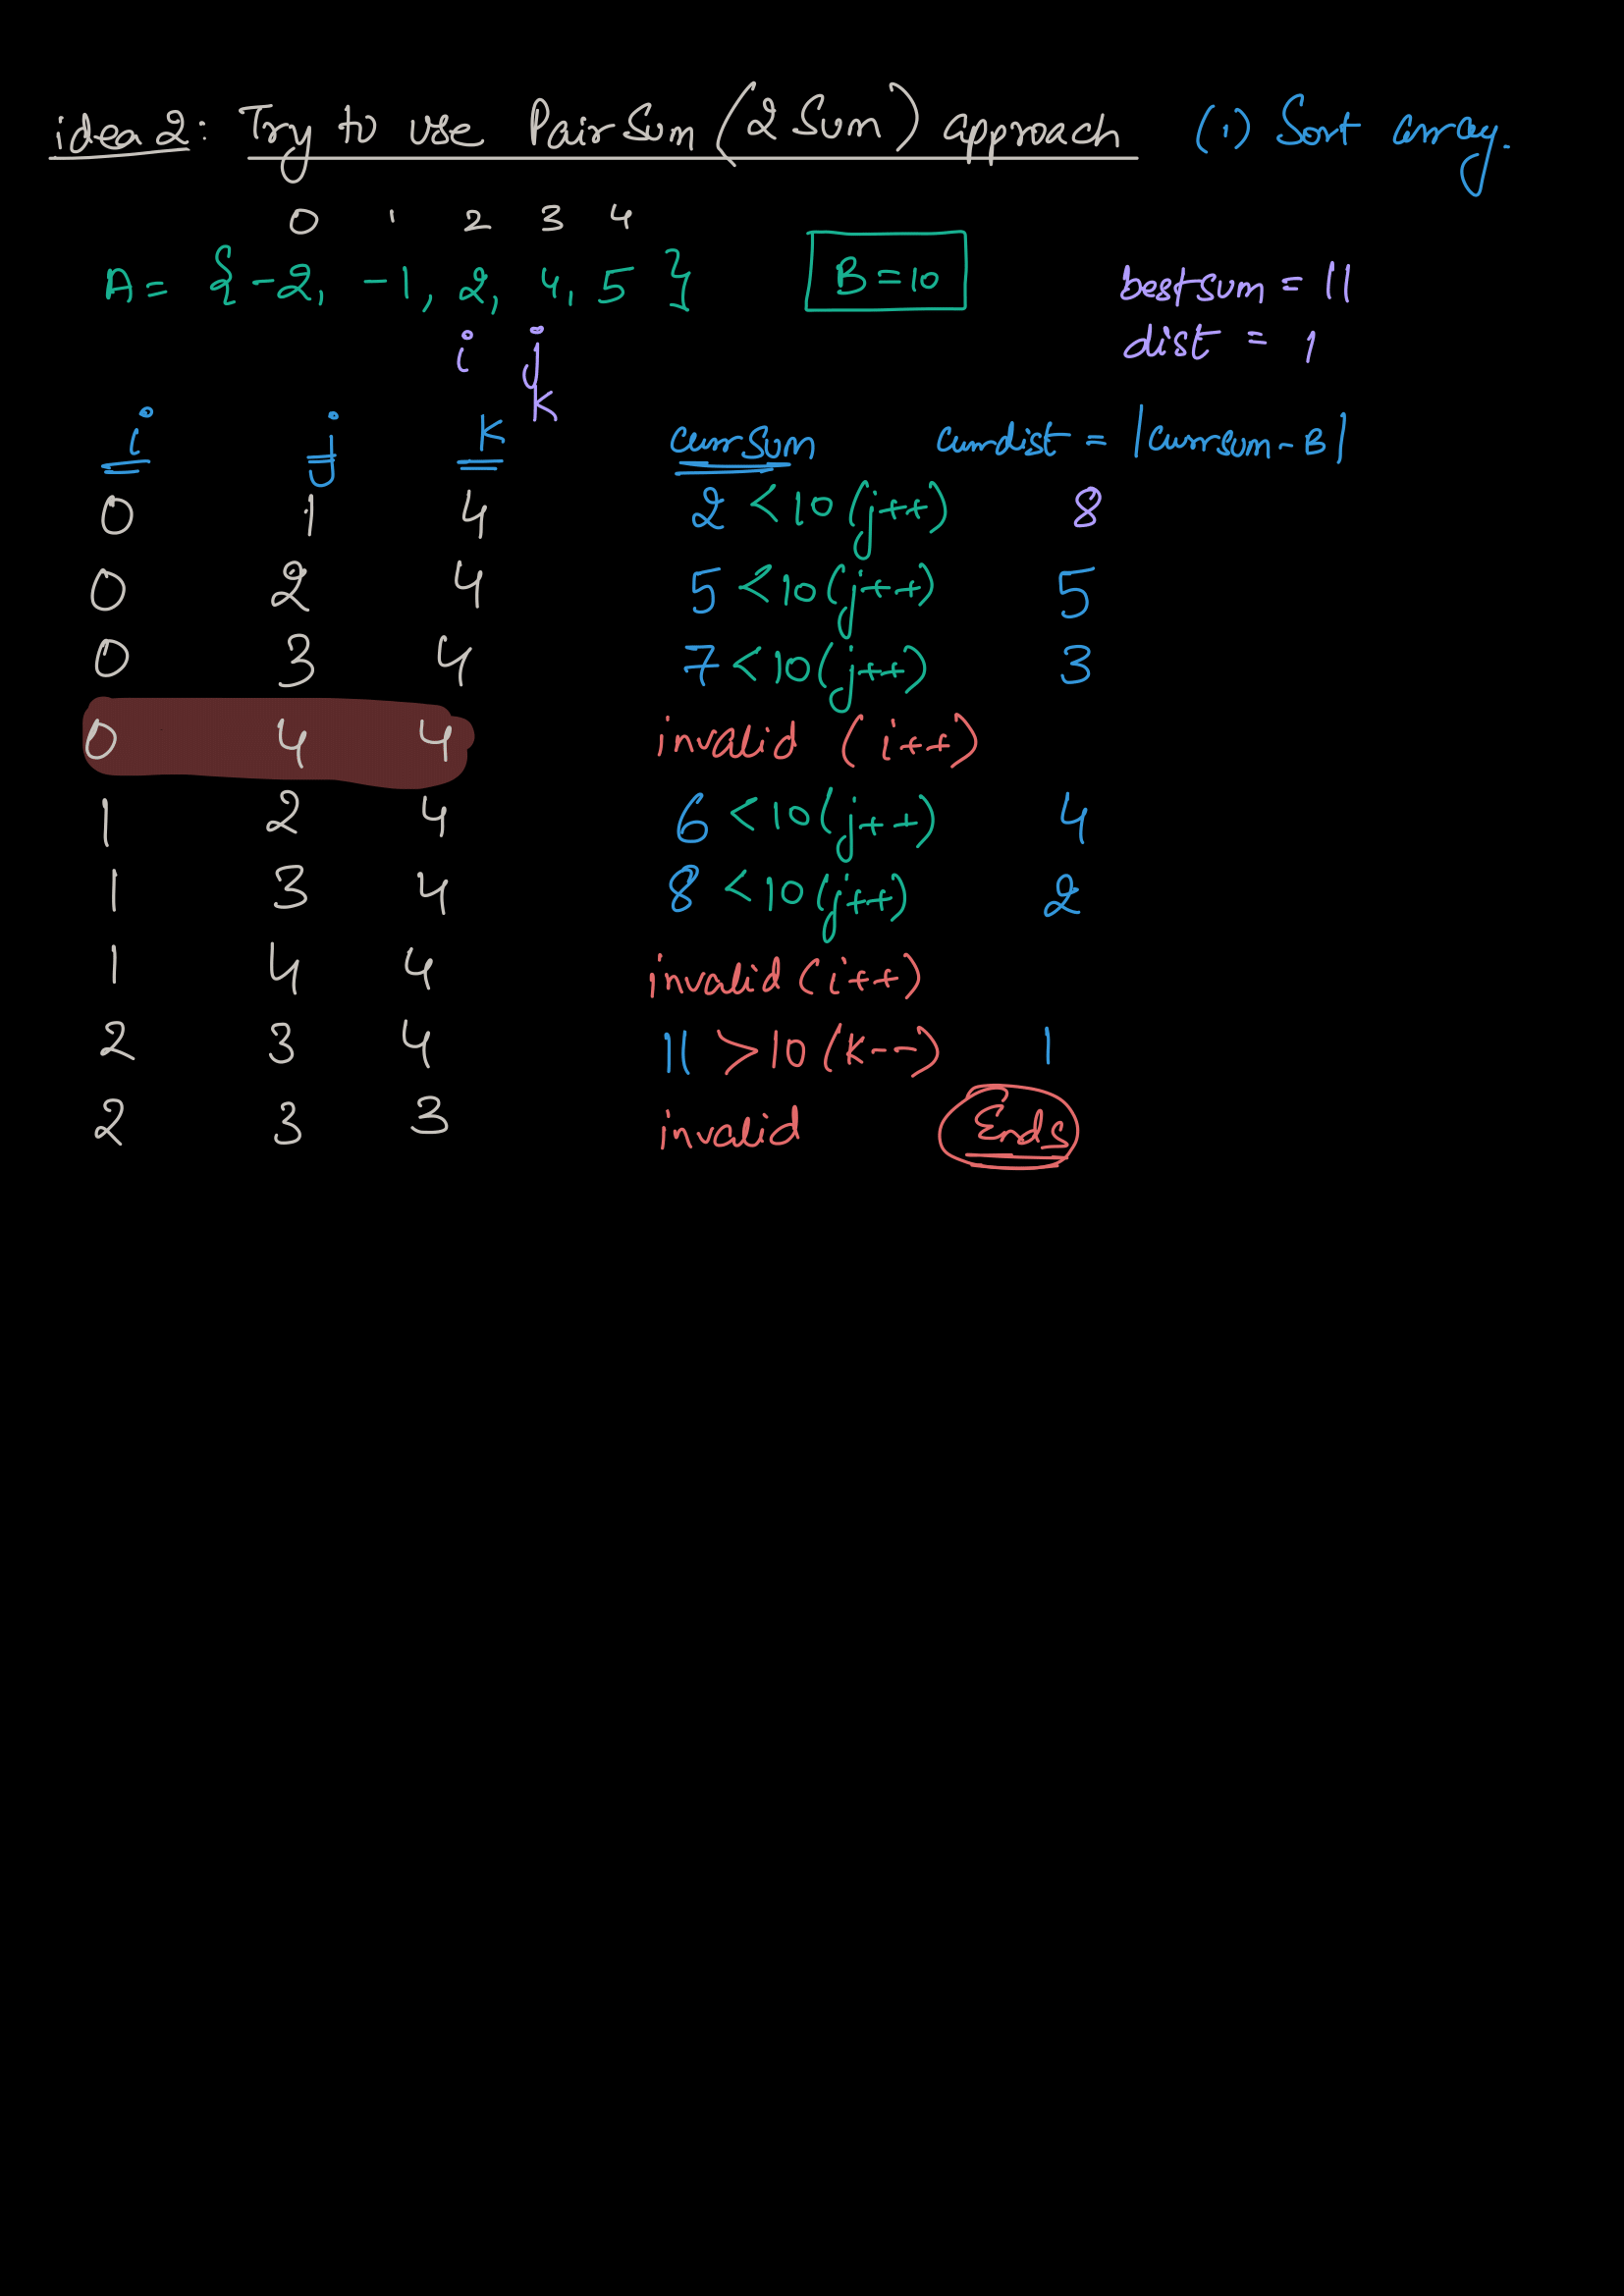 idea 2: Try to use PairSum (2 Sum) approach (1) Sort array.
0 1 2 3 4
A = {-2, -1, 2, 4, 5 } B=10 bestsum = 11
i j dist = 1
k
i j k currSum currdist = |currsum-B|
0 1 4 2 <10 (j++) 8
0 2 4 5 <10 (j++) 5
0 3 4 7 <10 (j++) 3
0 4 4 invalid (i++)
1 2 4 6 <10 (j++) 4
1 3 4 8 <10 (j++) 2
1 4 4 invalid (i++)
2 3 4 11 >10 (k--) 1
2 3 3 invalid Ends